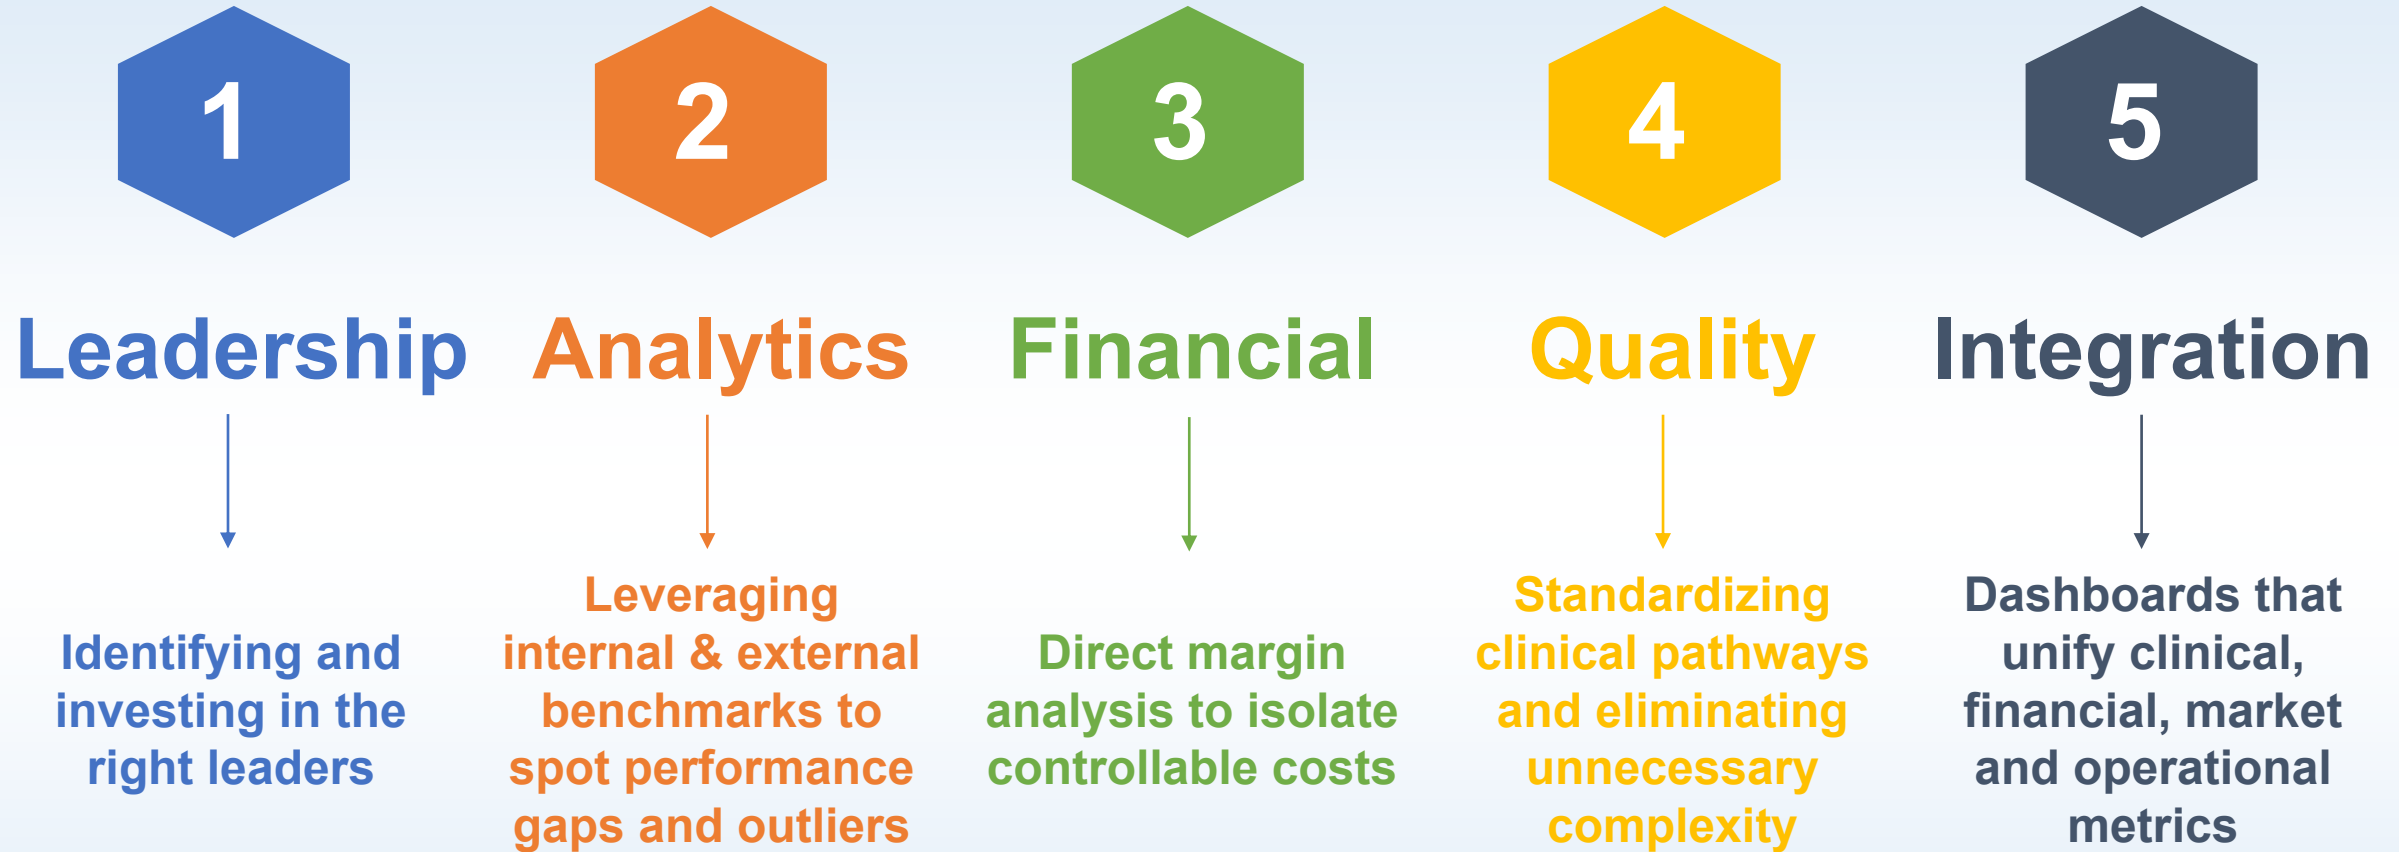 1
Leadership
Identifying and
investing in the
right leaders
2
Analytics
Leveraging
internal & external
benchmarks to
spot performance
gaps and outliers
3
Financial
Direct margin
analysis to isolate
controllable costs
4
Quality
Standardizing
clinical pathways
and eliminating
unnecessary
complexity
5
Integration
Dashboards that
unify clinical,
financial, market
and operational
metrics